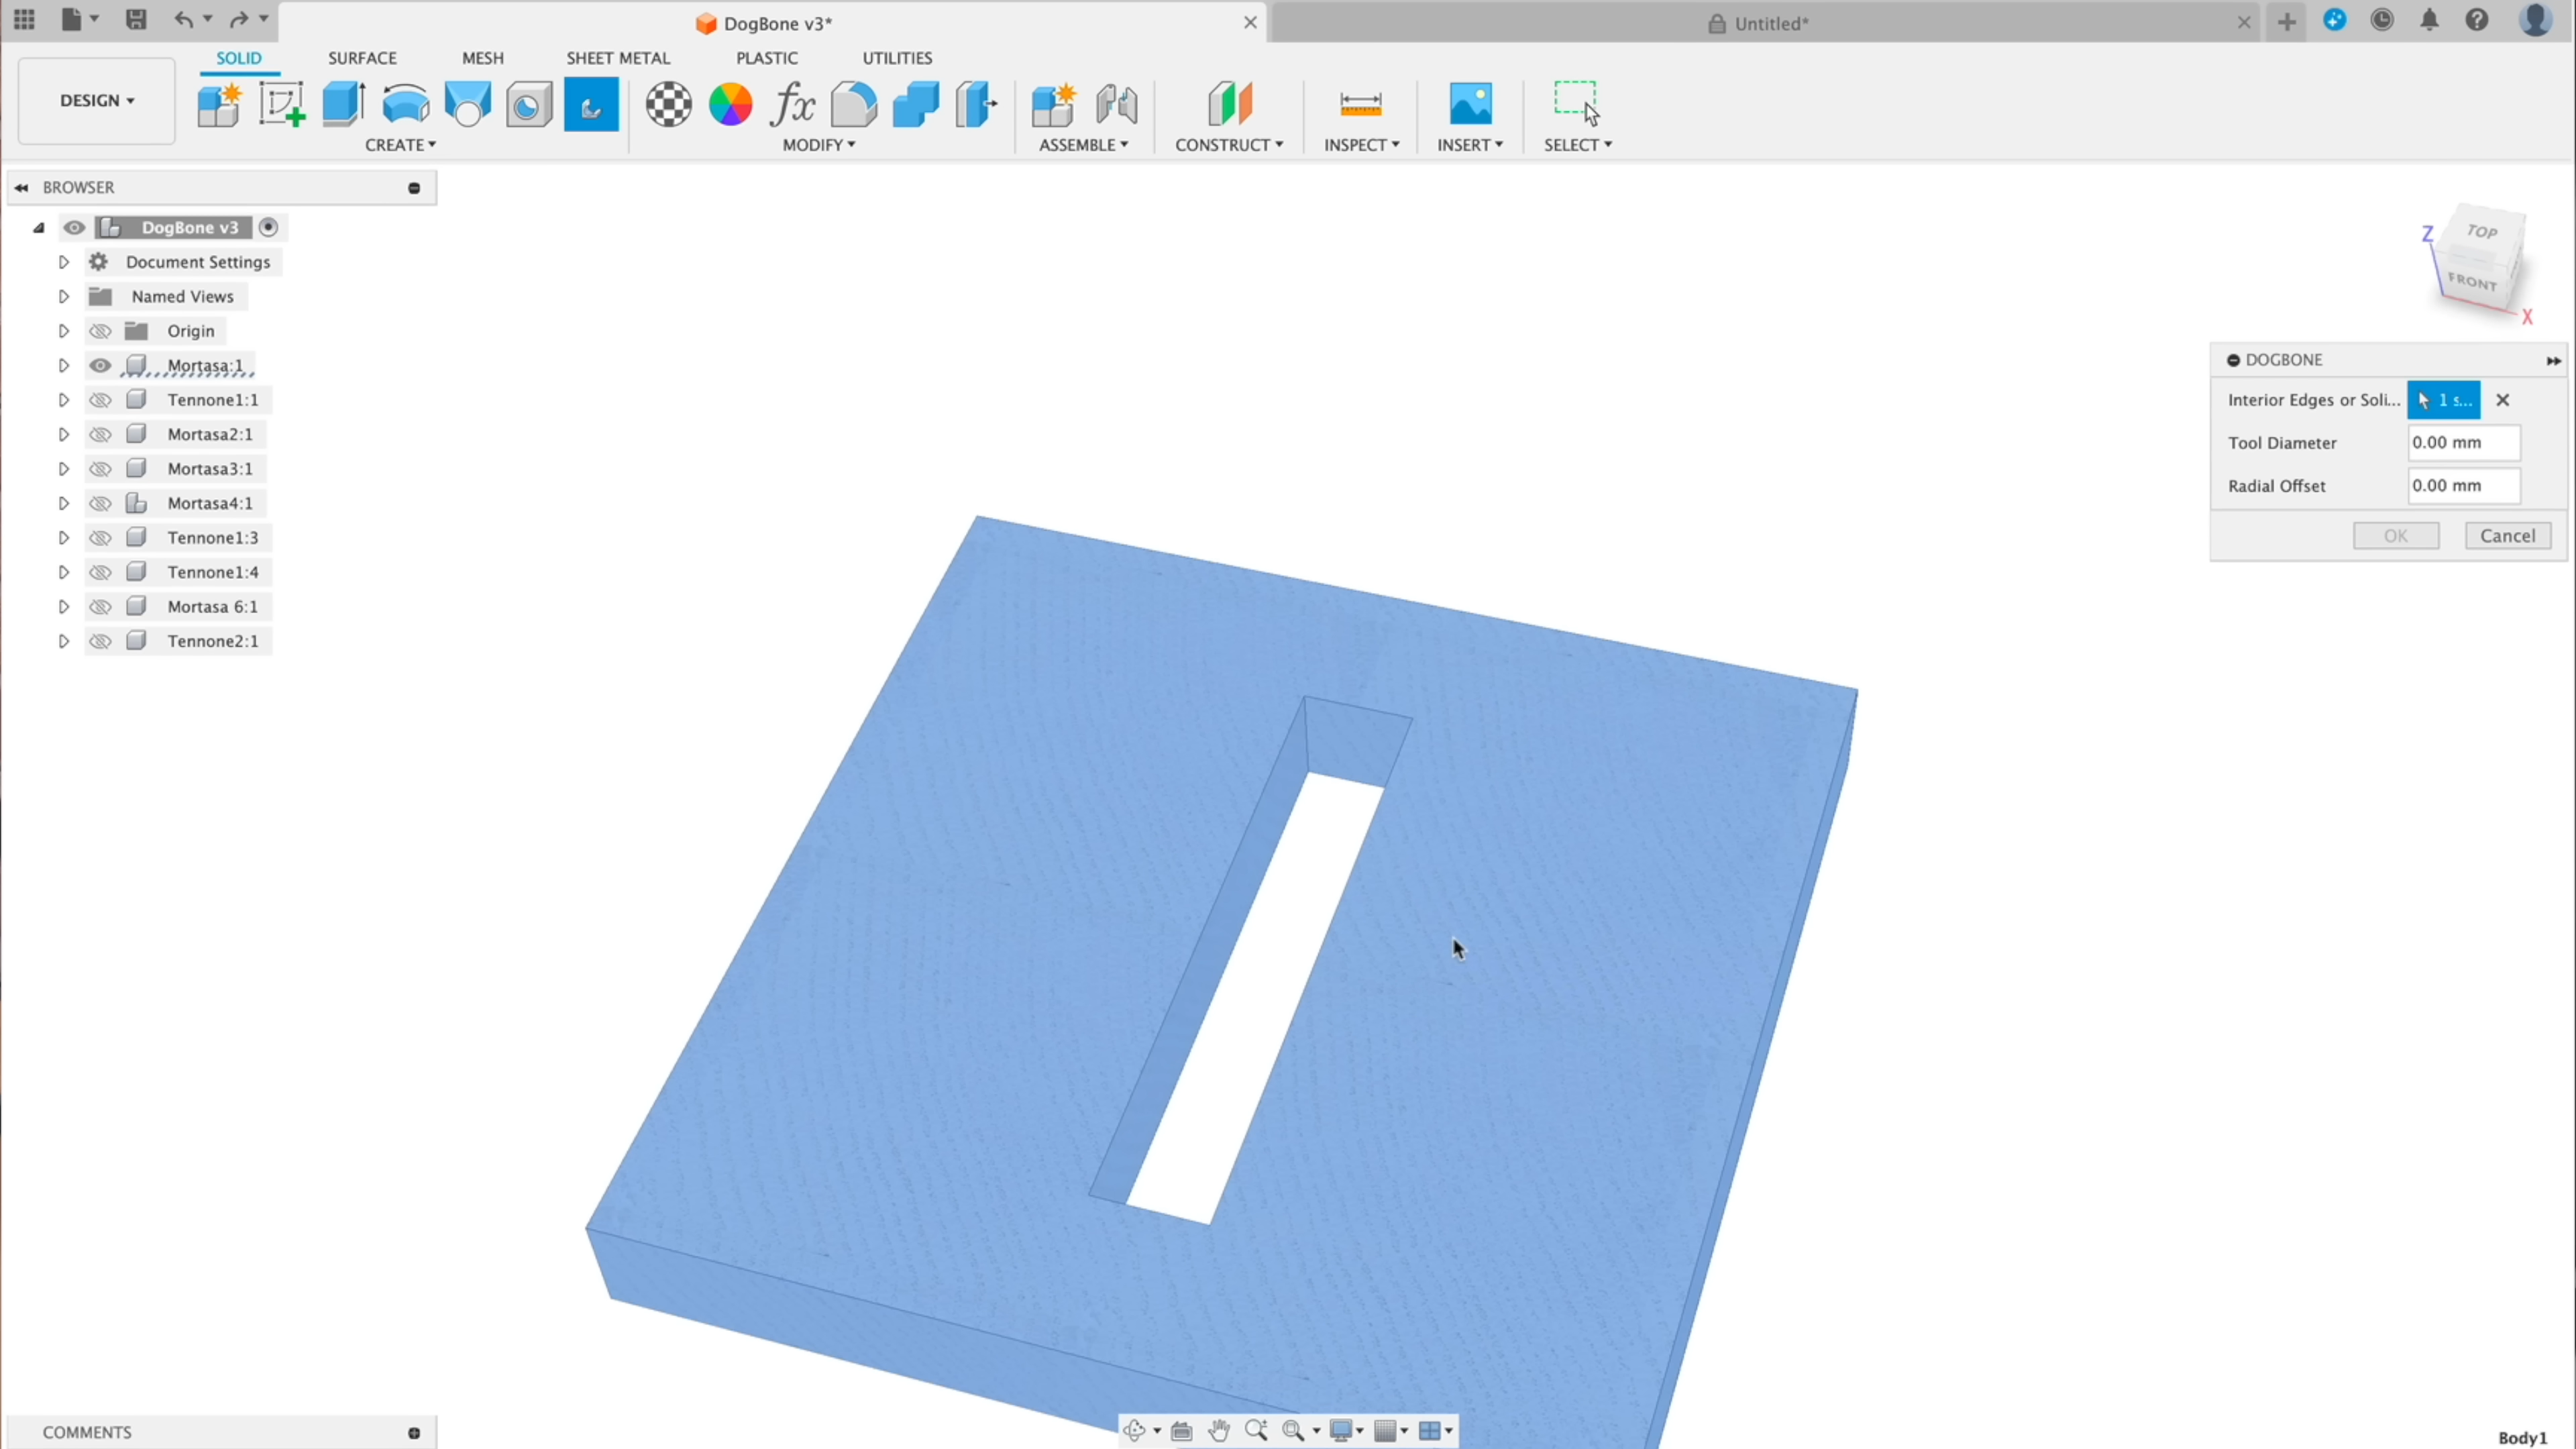 DogBone v3*
Untitled*
SOLID SURFACE MESH SHEET METAL PLASTIC UTILITIES
DESIGN
fx
CREATE MODIFY ASSEMBLE CONSTRUCT INSPECT INSERT SELECT
BROWSER
DogBone v3
Document Settings
Named Views
Origin
Mortasa:1
Tennone1:1
Mortasa2:1
Mortasa3:1
Mortasa4:1
Tennone1:3
Tennone1:4
Mortasa 6:1
Tennone2:1
TOP
Z
FRONT
X
DOGBONE
Interior Edges or Soli... 1 s...
Tool Diameter 0.00 mm
Radial Offset 0.00 mm
OK Cancel
COMMENTS
Body1